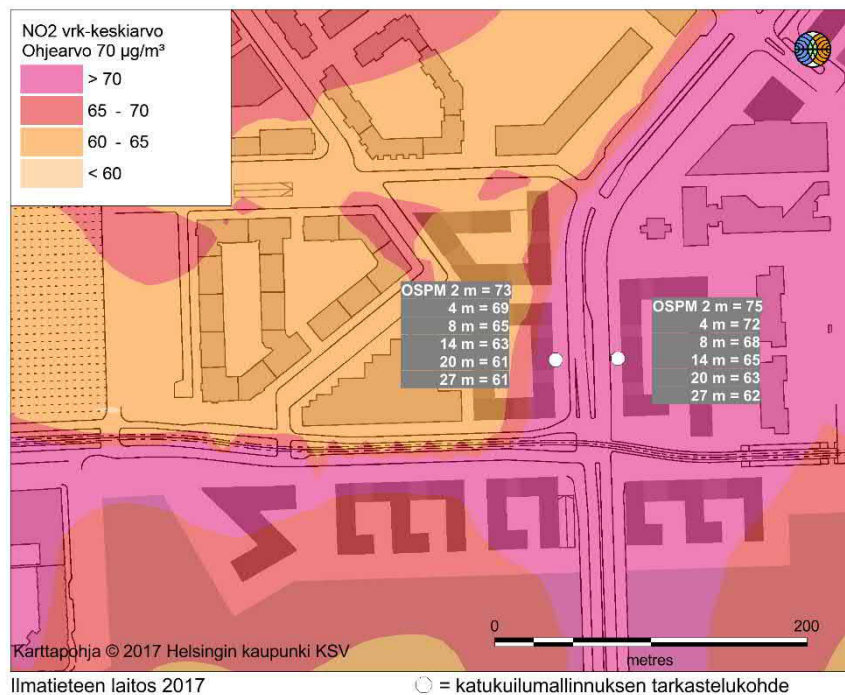 NO2 vrk-keskiarvo
Ohjearvo 70 µg/m³
> 70
65 - 70
60 - 65
< 60
OSPM 2 m = 73
4 m = 69
8 m = 65
14 m = 63
20 m = 61
27 m = 61
OSPM 2 m = 75
4 m = 72
8 m = 68
14 m = 65
20 m = 63
27 m = 62
0 200
metres
Karttapohja © 2017 Helsingin kaupunki KSV
Ilmatieteen laitos 2017
= katukuilumallinnuksen tarkastelukohde